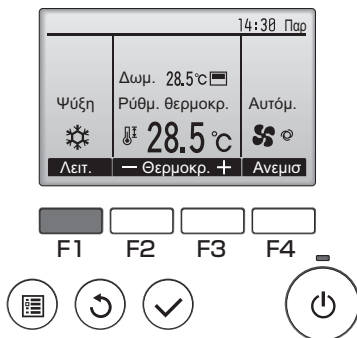 14:30 Παρ
Δωμ. 28.5℃
Ψύξη Ρύθμ. θερμοκρ. Αυτόμ.
28.5℃
Λειτ. − Θερμοκρ. + Ανεμισ
F1 F2 F3 F4